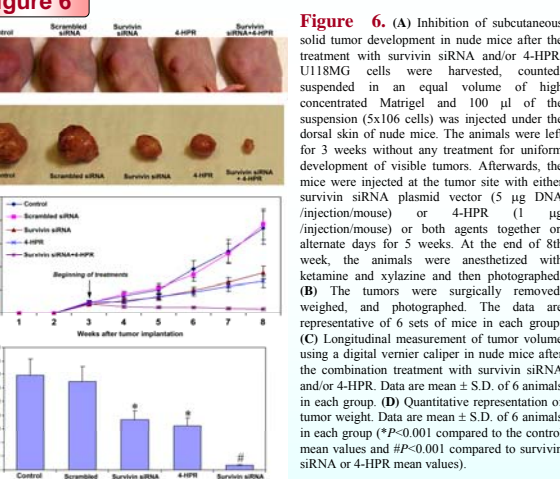 Figure 6
Scrambled siRNA
Survivin siRNA
4-HPR
Survivin siRNA+4-HPR
Scrambled siRNA
Survivin siRNA
4-HPR
Survivin siRNA + 4-HPR
Control
Scrambled siRNA
Survivin siRNA
4-HPR
Survivin siRNA+4-HPR
Beginning of treatments
1 2 3 4 5 6 7 8
Weeks after tumor implantation
* * #
Control Scrambled Survivin siRNA 4-HPR Survivin siRNA
Figure 6. (A) Inhibition of subcutaneous
solid tumor development in nude mice after the
treatment with survivin siRNA and/or 4-HPR
U118MG cells were harvested, counted
suspended in an equal volume of high
concentrated Matrigel and 100 µl of the
suspension (5x106 cells) was injected under the
dorsal skin of nude mice. The animals were left
for 3 weeks without any treatment for uniform
development of visible tumors. Afterwards, the
mice were injected at the tumor site with either
survivin siRNA plasmid vector (5 µg DNA
/injection/mouse) or 4-HPR (1 µg
/injection/mouse) or both agents together on
alternate days for 5 weeks. At the end of 8th
week, the animals were anesthetized with
ketamine and xylazine and then photographed
(B) The tumors were surgically removed
weighed, and photographed. The data are
representative of 6 sets of mice in each group
(C) Longitudinal measurement of tumor volume
using a digital vernier caliper in nude mice after
the combination treatment with survivin siRNA
and/or 4-HPR. Data are mean ± S.D. of 6 animals
in each group. (D) Quantitative representation of
tumor weight. Data are mean ± S.D. of 6 animals
in each group (*P<0.001 compared to the contro
mean values and #P<0.001 compared to survivin
siRNA or 4-HPR mean values).